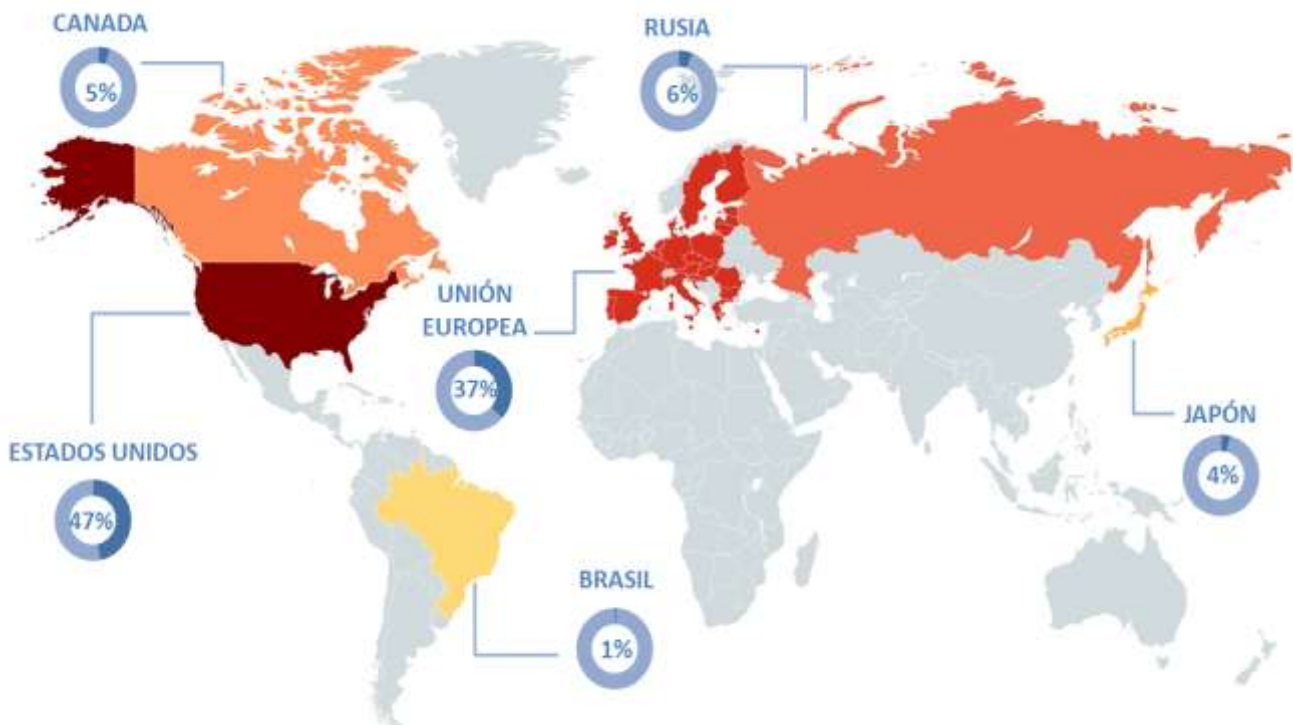 CANADA
5%
RUSIA
6%
UNIÓN
EUROPEA
37%
ESTADOS UNIDOS
47%
JAPÓN
4%
BRASIL
1%